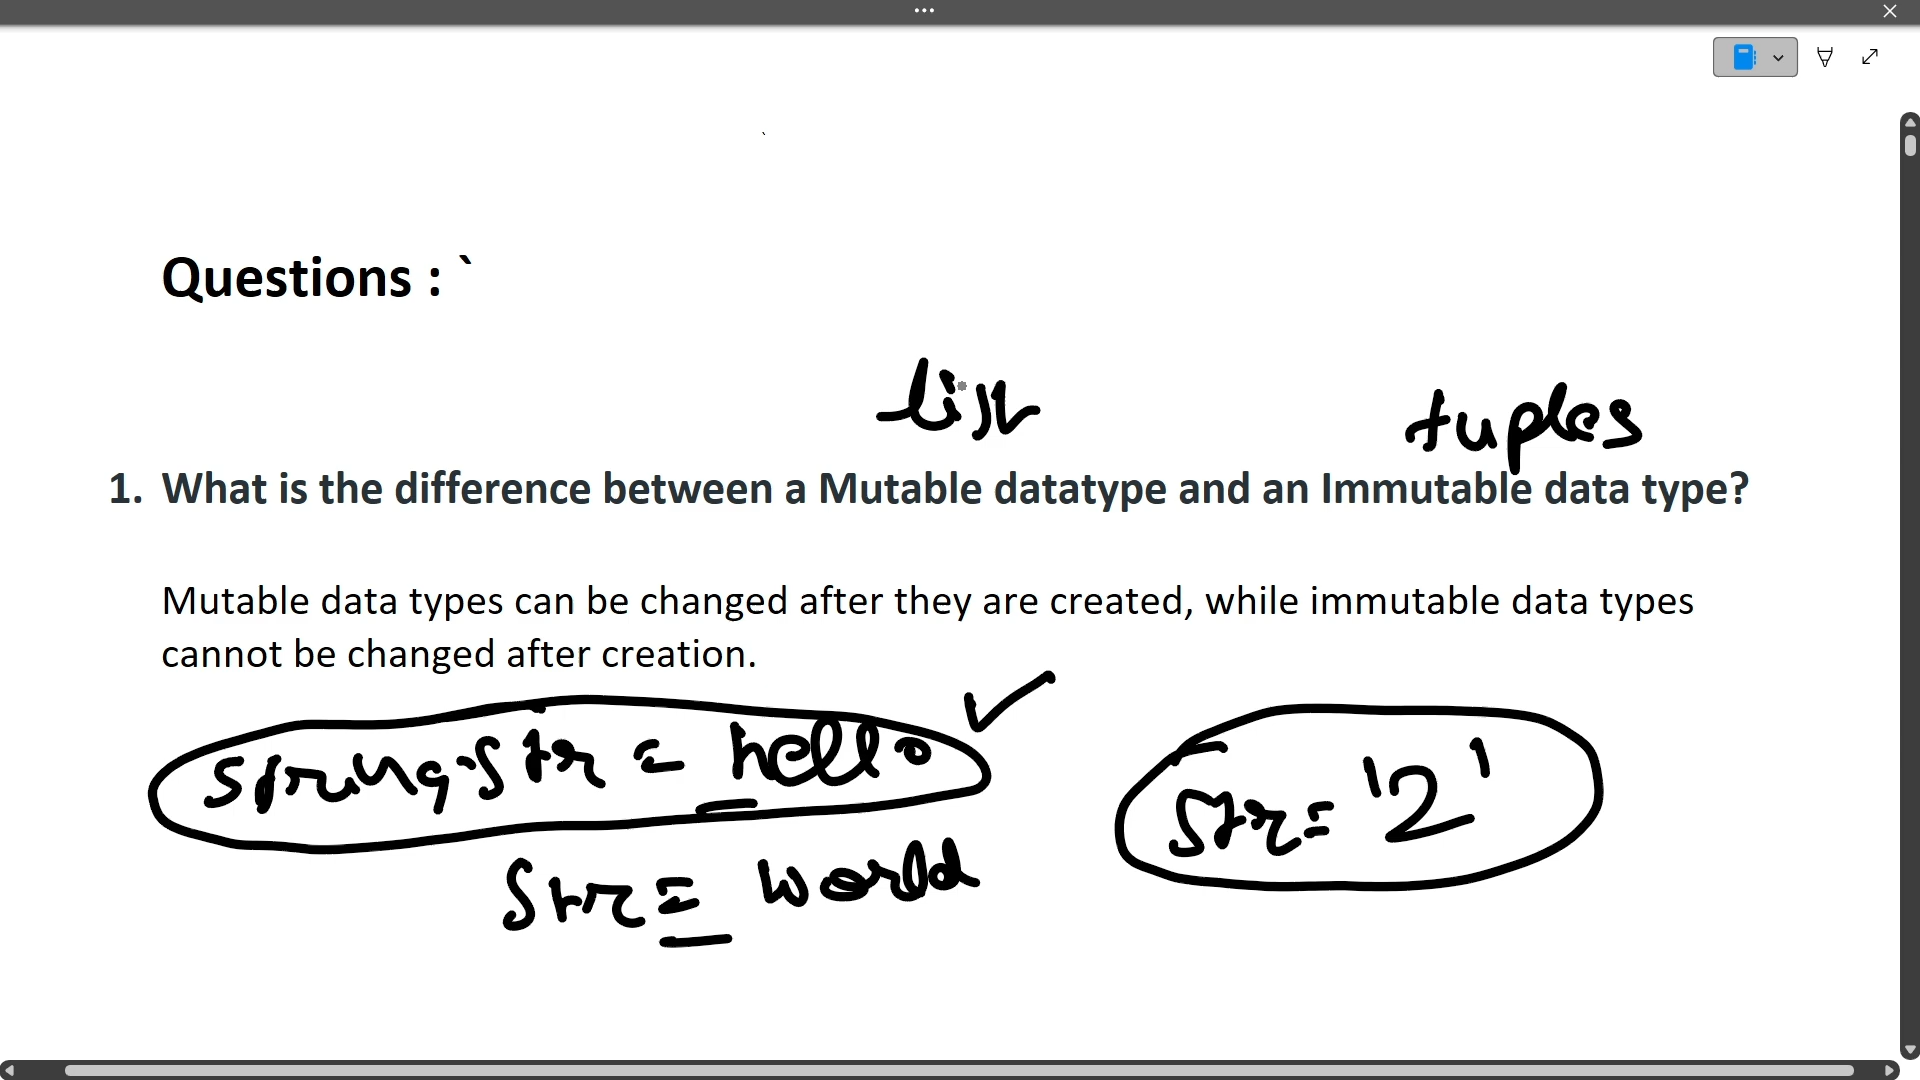 Questions : `
list
tuples
1. What is the difference between a Mutable datatype and an Immutable data type?
Mutable data types can be changed after they are created, while immutable data types
cannot be changed after creation.
string.str = hello
str = '2'
str = world